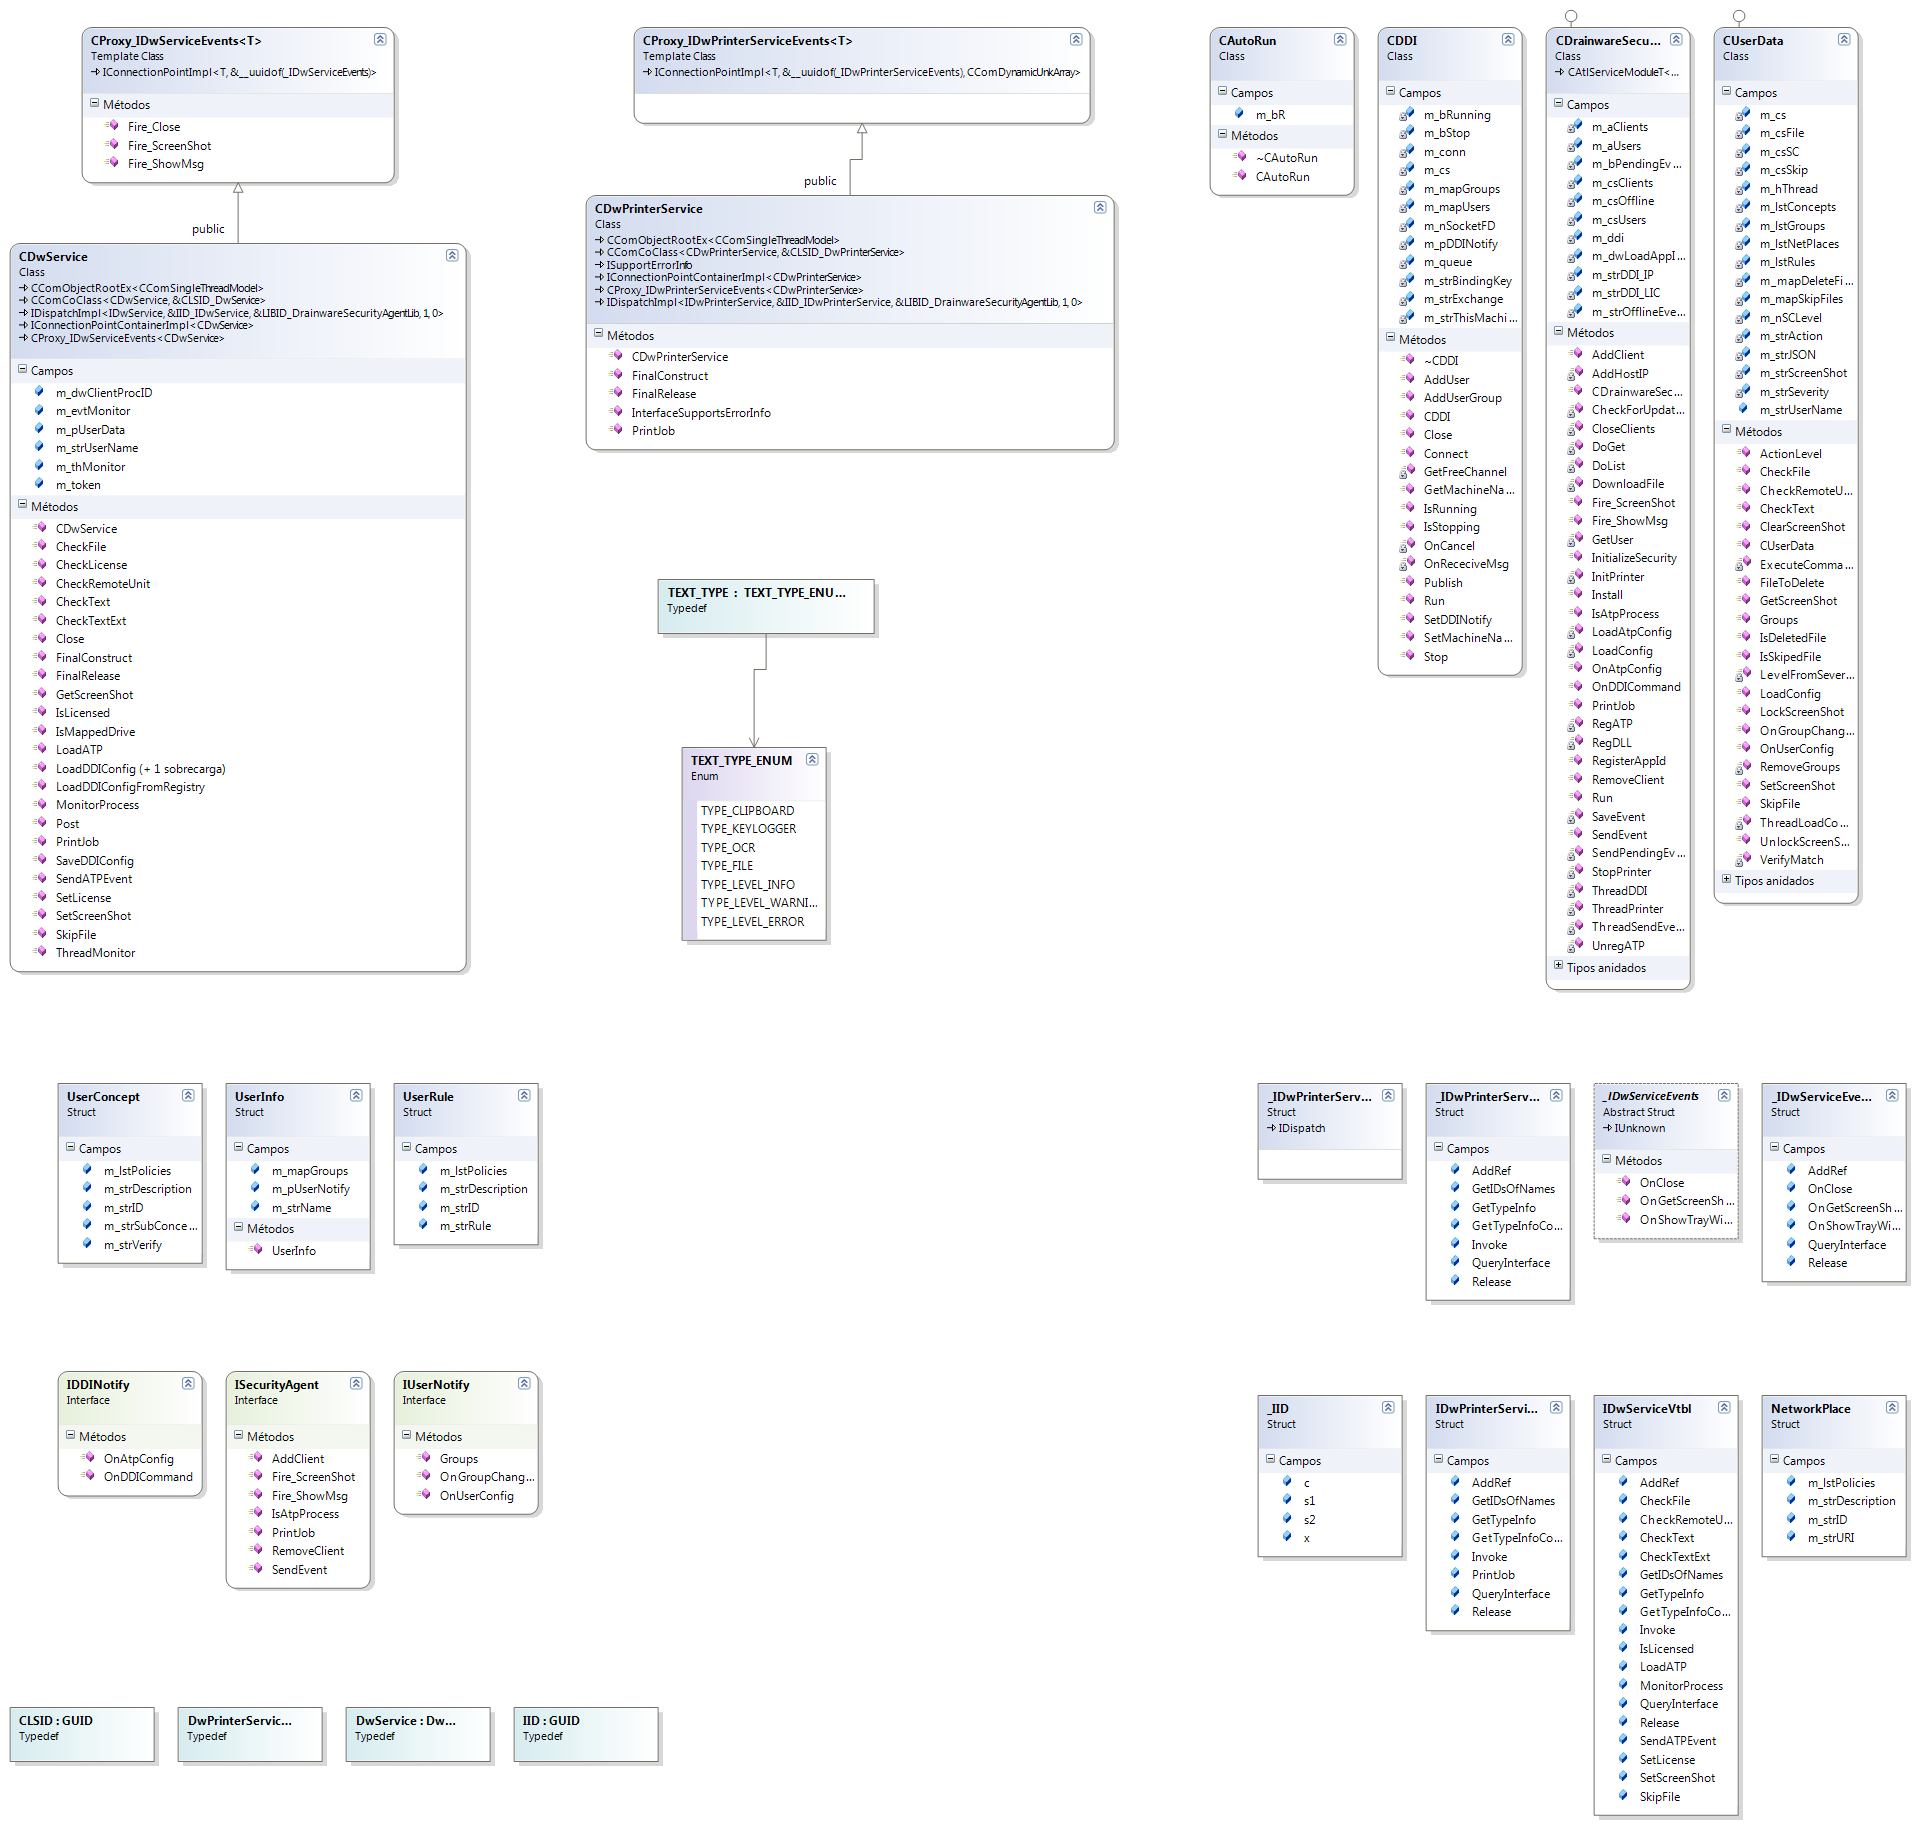 CProxy_IDwServiceEvents<T>
Template Class
IConnectionPointImpl<T, &__uuidof(_IDwServiceEvents)>
Métodos
Fire_Close
Fire_ScreenShot
Fire_ShowMsg
public
CDwService
Class
CComObjectRootEx<CComSingleThreadModel>
CComCoClass<CDwService, &CLSID_DwService>
IDispatchImpl<IDwService, &IID_IDwService, &LIBID_DrainwareSecurityAgentLib, 1, 0>
IConnectionPointContainerImpl<CDwService>
CProxy_IDwServiceEvents<CDwService>
Campos
m_dwClientProcID
m_evtMonitor
m_pUserData
m_strUserName
m_thMonitor
m_token
Métodos
CDwService
CheckFile
CheckLicense
CheckRemoteUnit
CheckText
CheckTextExt
Close
FinalConstruct
FinalRelease
GetScreenShot
IsLicensed
IsMappedDrive
LoadATP
LoadDDIConfig (+ 1 sobrecarga)
LoadDDIConfigFromRegistry
MonitorProcess
Post
PrintJob
SaveDDIConfig
SendATPEvent
SetLicense
SetScreenShot
SkipFile
ThreadMonitor
CProxy_IDwPrinterServiceEvents<T>
Template Class
IConnectionPointImpl<T, &__uuidof(_IDwPrinterServiceEvents), CComDynamicUnkArray>
public
CDwPrinterService
Class
CComObjectRootEx<CComSingleThreadModel>
CComCoClass<CDwPrinterService, &CLSID_DwPrinterService>
ISupportErrorInfo
IConnectionPointContainerImpl<CDwPrinterService>
CProxy_IDwPrinterServiceEvents<CDwPrinterService>
IDispatchImpl<IDwPrinterService, &IID_IDwPrinterService, &LIBID_DrainwareSecurityAgentLib, 1, 0>
Métodos
CDwPrinterService
FinalConstruct
FinalRelease
InterfaceSupportsErrorInfo
PrintJob
TEXT_TYPE : TEXT_TYPE_ENU...
Typedef
TEXT_TYPE_ENUM
Enum
TYPE_CLIPBOARD
TYPE_KEYLOGGER
TYPE_OCR
TYPE_FILE
TYPE_LEVEL_INFO
TYPE_LEVEL_WARNI...
TYPE_LEVEL_ERROR
CAutoRun
Class
Campos
m_bR
Métodos
~CAutoRun
CAutoRun
CDDI
Class
Campos
m_bRunning
m_bStop
m_conn
m_cs
m_mapGroups
m_mapUsers
m_nSocketFD
m_pDDINotify
m_queue
m_strBindingKey
m_strExchange
m_strThisMachi...
Métodos
~CDDI
AddUser
AddUserGroup
CDDI
Close
Connect
GetFreeChannel
GetMachineNa...
IsRunning
IsStopping
OnCancel
OnRececiveMsg
Publish
Run
SetDDINotify
SetMachineNa...
Stop
CDrainwareSecu...
Class
CAtlServiceModuleT<...
Campos
m_aClients
m_aUsers
m_bPendingEv...
m_csClients
m_csOffline
m_csUsers
m_ddi
m_dwLoadAppI...
m_strDDI_IP
m_strDDI_LIC
m_strOfflineEve...
Métodos
AddClient
AddHostIP
CDrainwareSec...
CheckForUpdat...
CloseClients
DoGet
DoList
DownloadFile
Fire_ScreenShot
Fire_ShowMsg
GetUser
InitializeSecurity
InitPrinter
Install
IsAtpProcess
LoadAtpConfig
LoadConfig
OnAtpConfig
OnDDICommand
PrintJob
RegATP
RegDLL
RegisterAppId
RemoveClient
Run
SaveEvent
SendEvent
SendPendingEv...
StopPrinter
ThreadDDI
ThreadPrinter
ThreadSendEve...
UnregATP
Tipos anidados
CUserData
Class
Campos
m_cs
m_csFile
m_csSC
m_csSkip
m_hThread
m_lstConcepts
m_lstGroups
m_lstNetPlaces
m_lstRules
m_mapDeleteFi...
m_mapSkipFiles
m_nSCLevel
m_strAction
m_strJSON
m_strScreenShot
m_strSeverity
m_strUserName
Métodos
ActionLevel
CheckFile
CheckRemoteU...
CheckText
ClearScreenShot
CUserData
ExecuteComma...
FileToDelete
GetScreenShot
Groups
IsDeletedFile
IsSkipedFile
LevelFromSever...
LoadConfig
LockScreenShot
OnGroupChang...
OnUserConfig
RemoveGroups
SetScreenShot
SkipFile
ThreadLoadCo...
UnlockScreenS...
VerifyMatch
Tipos anidados
UserConcept
Struct
Campos
m_lstPolicies
m_strDescription
m_strID
m_strSubConce...
m_strVerify
UserInfo
Struct
Campos
m_mapGroups
m_pUserNotify
m_strName
Métodos
UserInfo
UserRule
Struct
Campos
m_lstPolicies
m_strDescription
m_strID
m_strRule
_IDwPrinterServ...
Struct
IDispatch
_IDwPrinterServ...
Struct
Campos
AddRef
GetIDsOfNames
GetTypeInfo
GetTypeInfoCo...
Invoke
QueryInterface
Release
_IDwServiceEvents
Abstract Struct
IUnknown
Métodos
OnClose
OnGetScreenSh...
OnShowTrayWi...
_IDwServiceEve...
Struct
Campos
AddRef
OnClose
OnGetScreenSh...
OnShowTrayWi...
QueryInterface
Release
IDDINotify
Interface
Métodos
OnAtpConfig
OnDDICommand
ISecurityAgent
Interface
Métodos
AddClient
Fire_ScreenShot
Fire_ShowMsg
IsAtpProcess
PrintJob
RemoveClient
SendEvent
IUserNotify
Interface
Métodos
Groups
OnGroupChang...
OnUserConfig
_IID
Struct
Campos
c
s1
s2
x
IDwPrinterServi...
Struct
Campos
AddRef
GetIDsOfNames
GetTypeInfo
GetTypeInfoCo...
Invoke
PrintJob
QueryInterface
Release
IDwServiceVtbl
Struct
Campos
AddRef
CheckFile
CheckRemoteU...
CheckText
CheckTextExt
GetIDsOfNames
GetTypeInfo
GetTypeInfoCo...
Invoke
IsLicensed
LoadATP
MonitorProcess
QueryInterface
Release
SendATPEvent
SetLicense
SetScreenShot
SkipFile
NetworkPlace
Struct
Campos
m_lstPolicies
m_strDescription
m_strID
m_strURI
CLSID : GUID
Typedef
DwPrinterServic...
Typedef
DwService : Dw...
Typedef
IID : GUID
Typedef